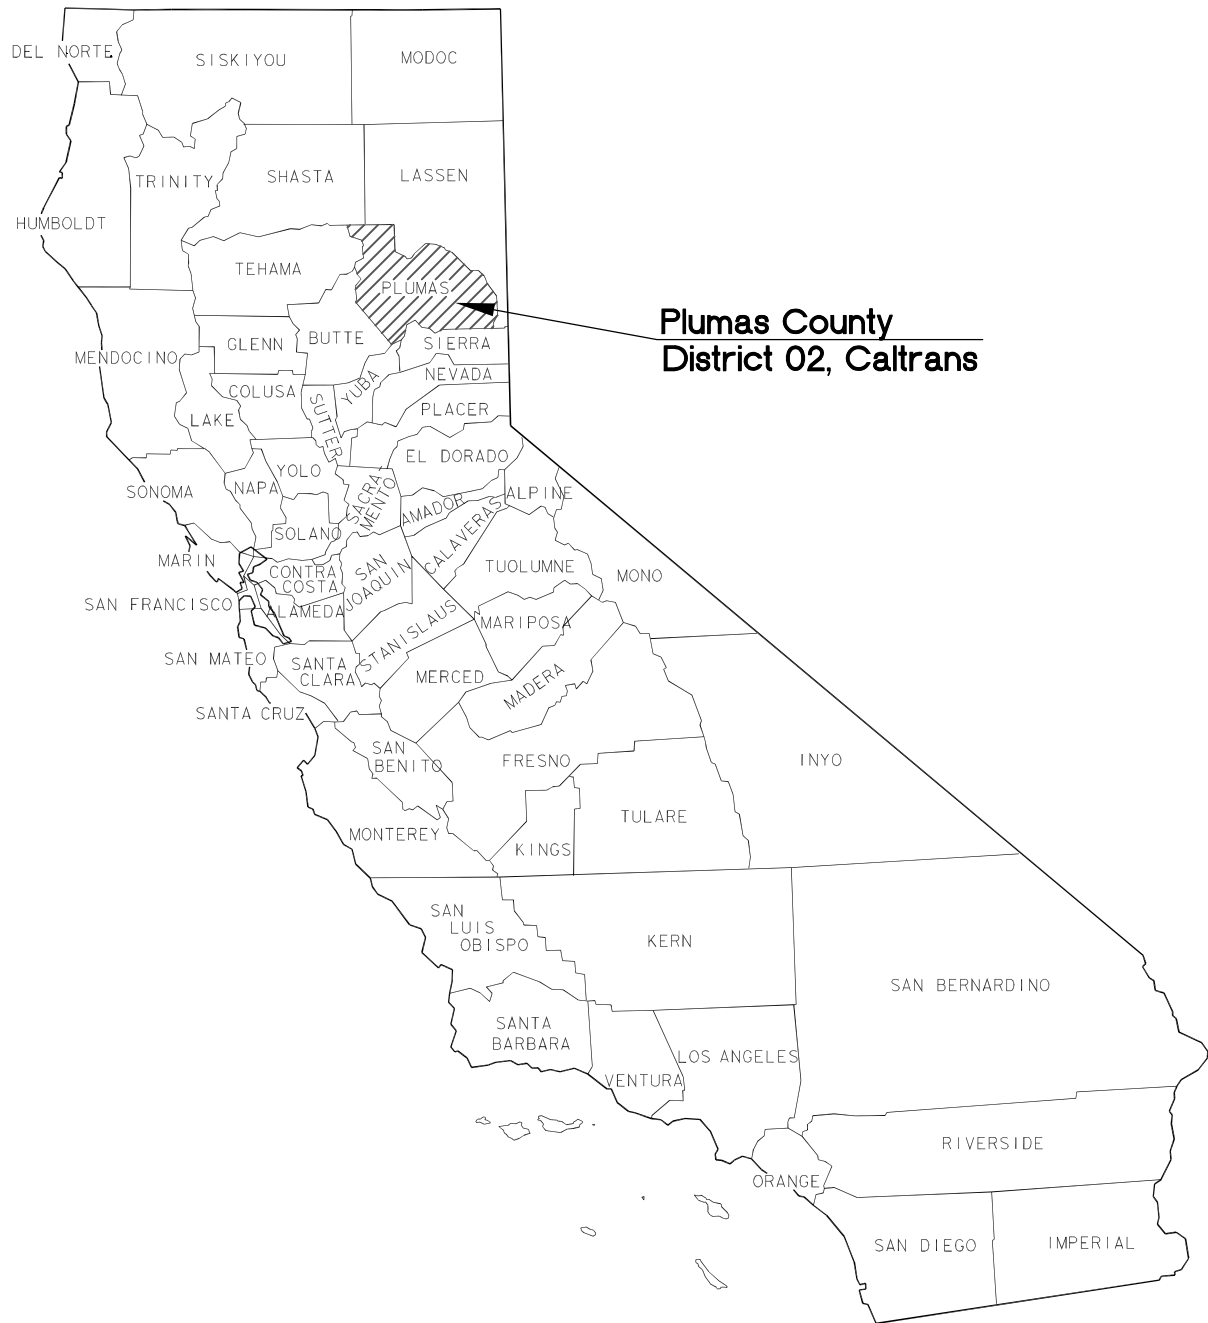 DEL NORTE
SISKIYOU
MODOC
TRINITY
SHASTA
LASSEN
HUMBOLDT
TEHAMA
PLUMAS
Plumas County
District 02, Caltrans
MENDOCINO
GLENN
BUTTE
SIERRA
COLUSA
YUBA
NEVADA
LAKE
SUTTER
PLACER
EL DORADO
SONOMA
NAPA
YOLO
SACRA
MENTO
AMADOR
ALPINE
SOLANO
CALAVERAS
MARIN
CONTRA
COSTA
SAN
JOAQUIN
TUOLUMNE
MONO
SAN FRANCISCO
ALAMEDA
STANISLAUS
MARIPOSA
SAN MATEO
SANTA
CLARA
MERCED
MADERA
SANTA CRUZ
SAN
BENITO
FRESNO
INYO
MONTEREY
KINGS
TULARE
SAN
LUIS
OBISPO
KERN
SAN BERNARDINO
SANTA
BARBARA
VENTURA
LOS ANGELES
RIVERSIDE
ORANGE
SAN DIEGO
IMPERIAL